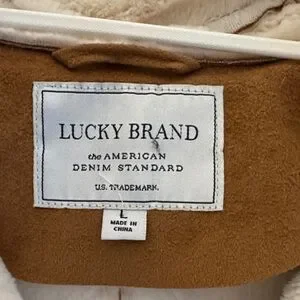 LUCKY BRAND
the AMERICAN
DENIM STANDARD
U.S. TRADEMARK.
L
MADE IN
CHINA